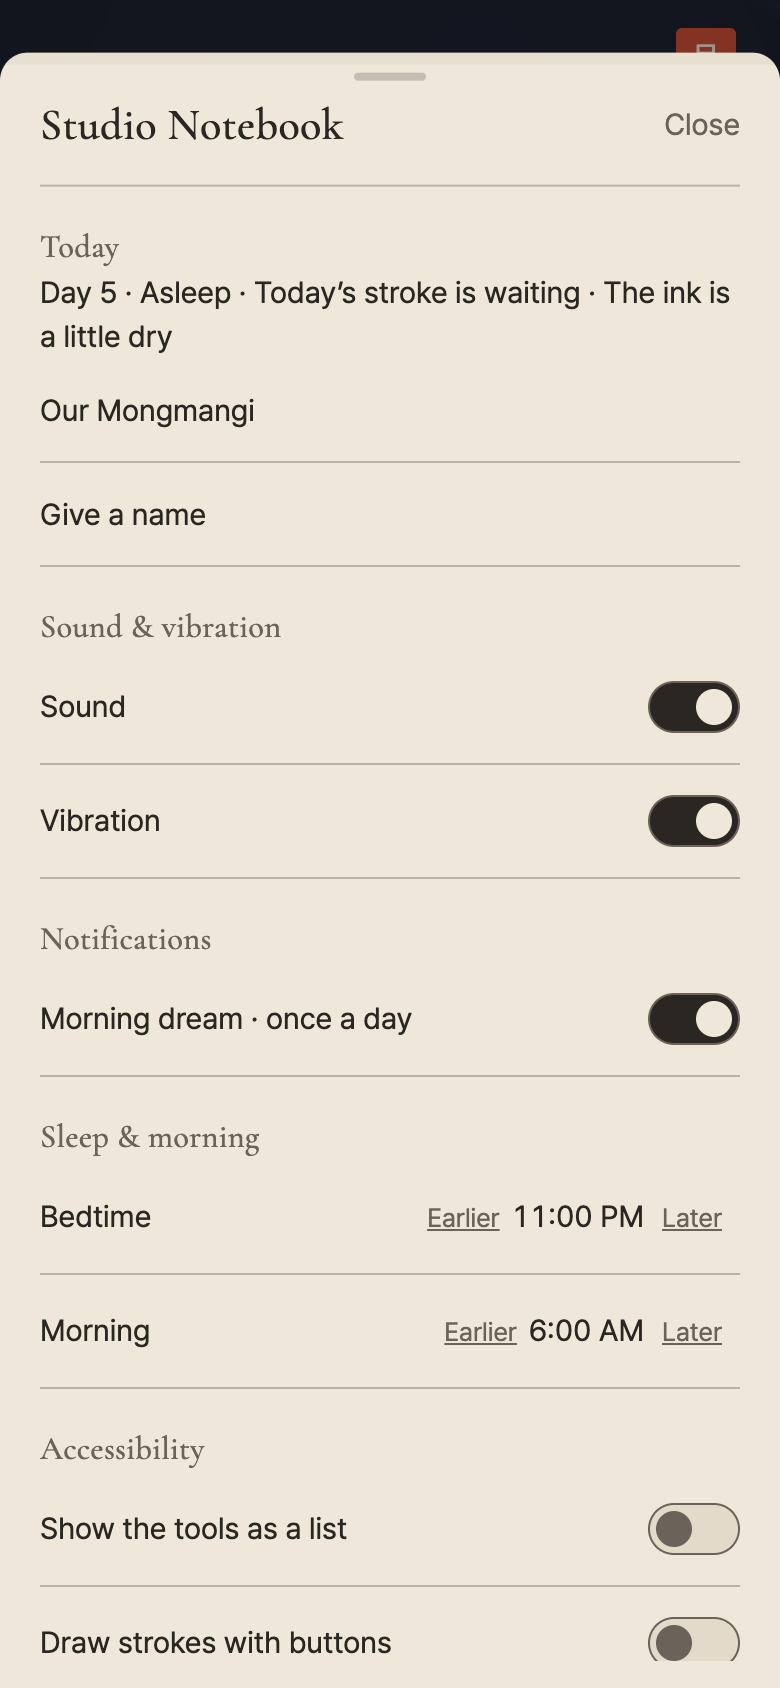 Studio Notebook
Close
Today
Day 5 · Asleep · Today’s stroke is waiting · The ink is
a little dry
Our Mongmangi
Give a name
Sound & vibration
Sound
Vibration
Notifications
Morning dream · once a day
Sleep & morning
Bedtime
Earlier 11:00 PM Later
Morning
Earlier 6:00 AM Later
Accessibility
Show the tools as a list
Draw strokes with buttons